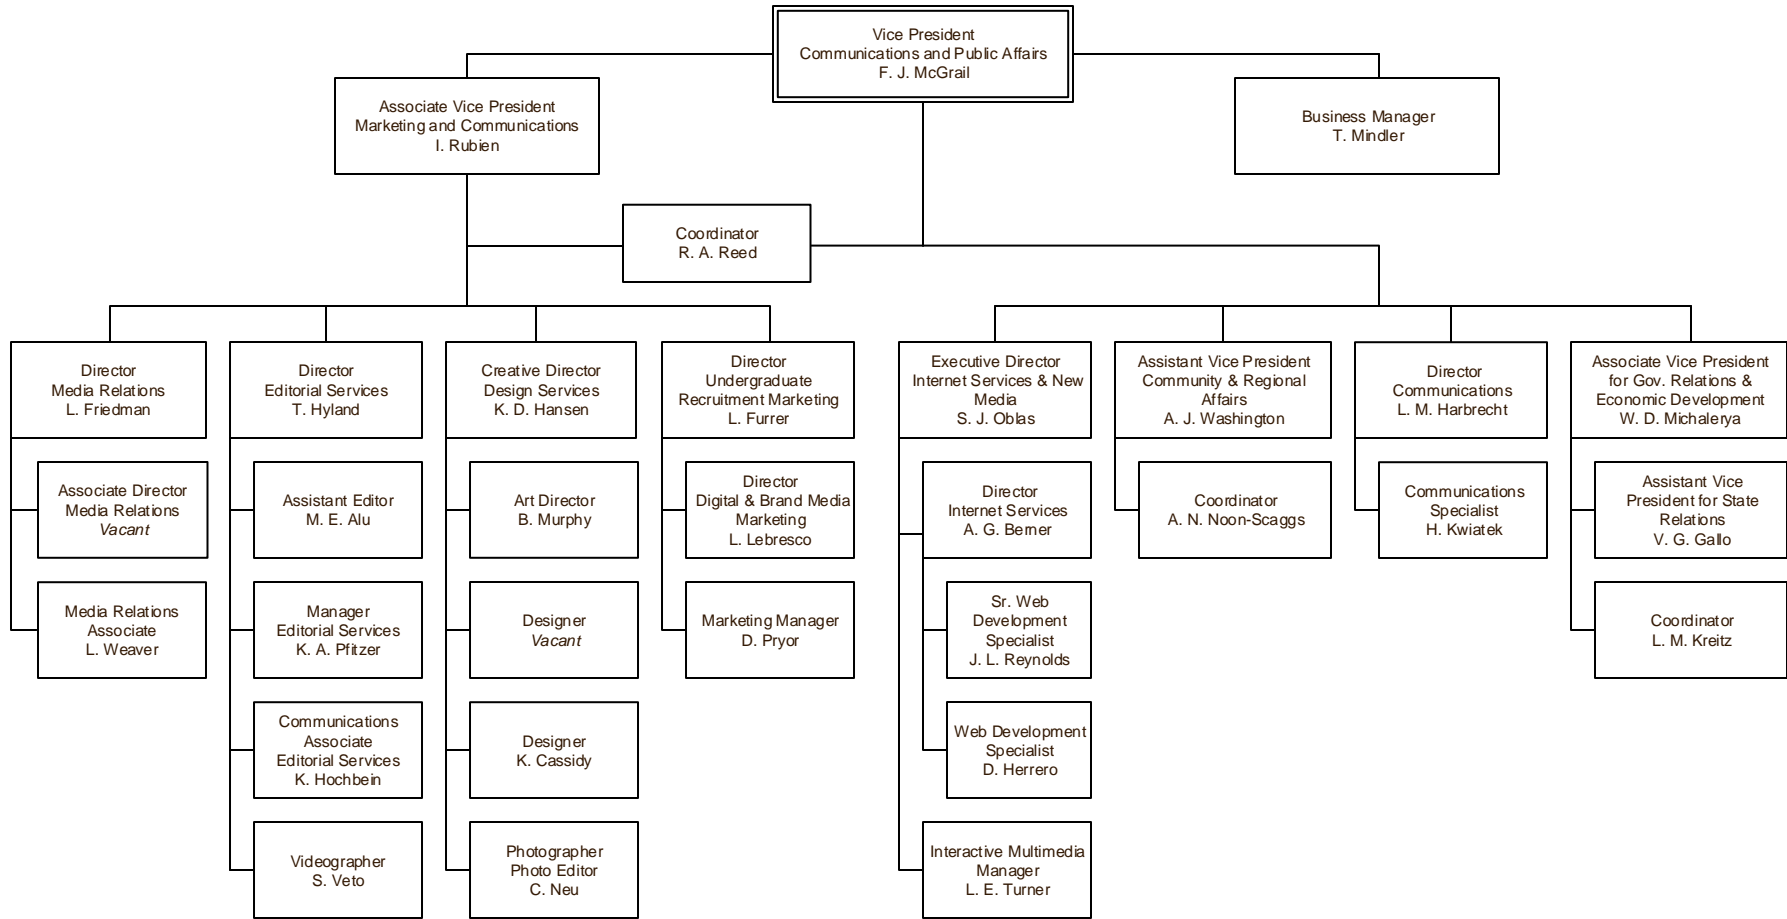 Vice President
Communications and Public Affairs
F. J. McGrail
Associate Vice President
Marketing and Communications
I. Rubien
Business Manager
T. Mindler
Coordinator
R. A. Reed
Director
Media Relations
L. Friedman
Director
Editorial Services
T. Hyland
Creative Director
Design Services
K. D. Hansen
Director
Undergraduate
Recruitment Marketing
L. Furrer
Executive Director
Internet Services & New
Media
S. J. Oblas
Assistant Vice President
Community & Regional
Affairs
A. J. Washington
Director
Communications
L. M. Harbrecht
Associate Vice President
for Gov. Relations &
Economic Development
W. D. Michalerya
Associate Director
Media Relations
Vacant
Assistant Editor
M. E. Alu
Art Director
B. Murphy
Director
Digital & Brand Media
Marketing
L. Lebresco
Director
Internet Services
A. G. Berner
Coordinator
A. N. Noon-Scaggs
Communications
Specialist
H. Kwiatek
Assistant Vice
President for State
Relations
V. G. Gallo
Media Relations
Associate
L. Weaver
Manager
Editorial Services
K. A. Pfitzer
Designer
Vacant
Marketing Manager
D. Pryor
Sr. Web
Development
Specialist
J. L. Reynolds
Coordinator
L. M. Kreitz
Communications
Associate
Editorial Services
K. Hochbein
Designer
K. Cassidy
Web Development
Specialist
D. Herrero
Videographer
S. Veto
Photographer
Photo Editor
C. Neu
Interactive Multimedia
Manager
L. E. Turner